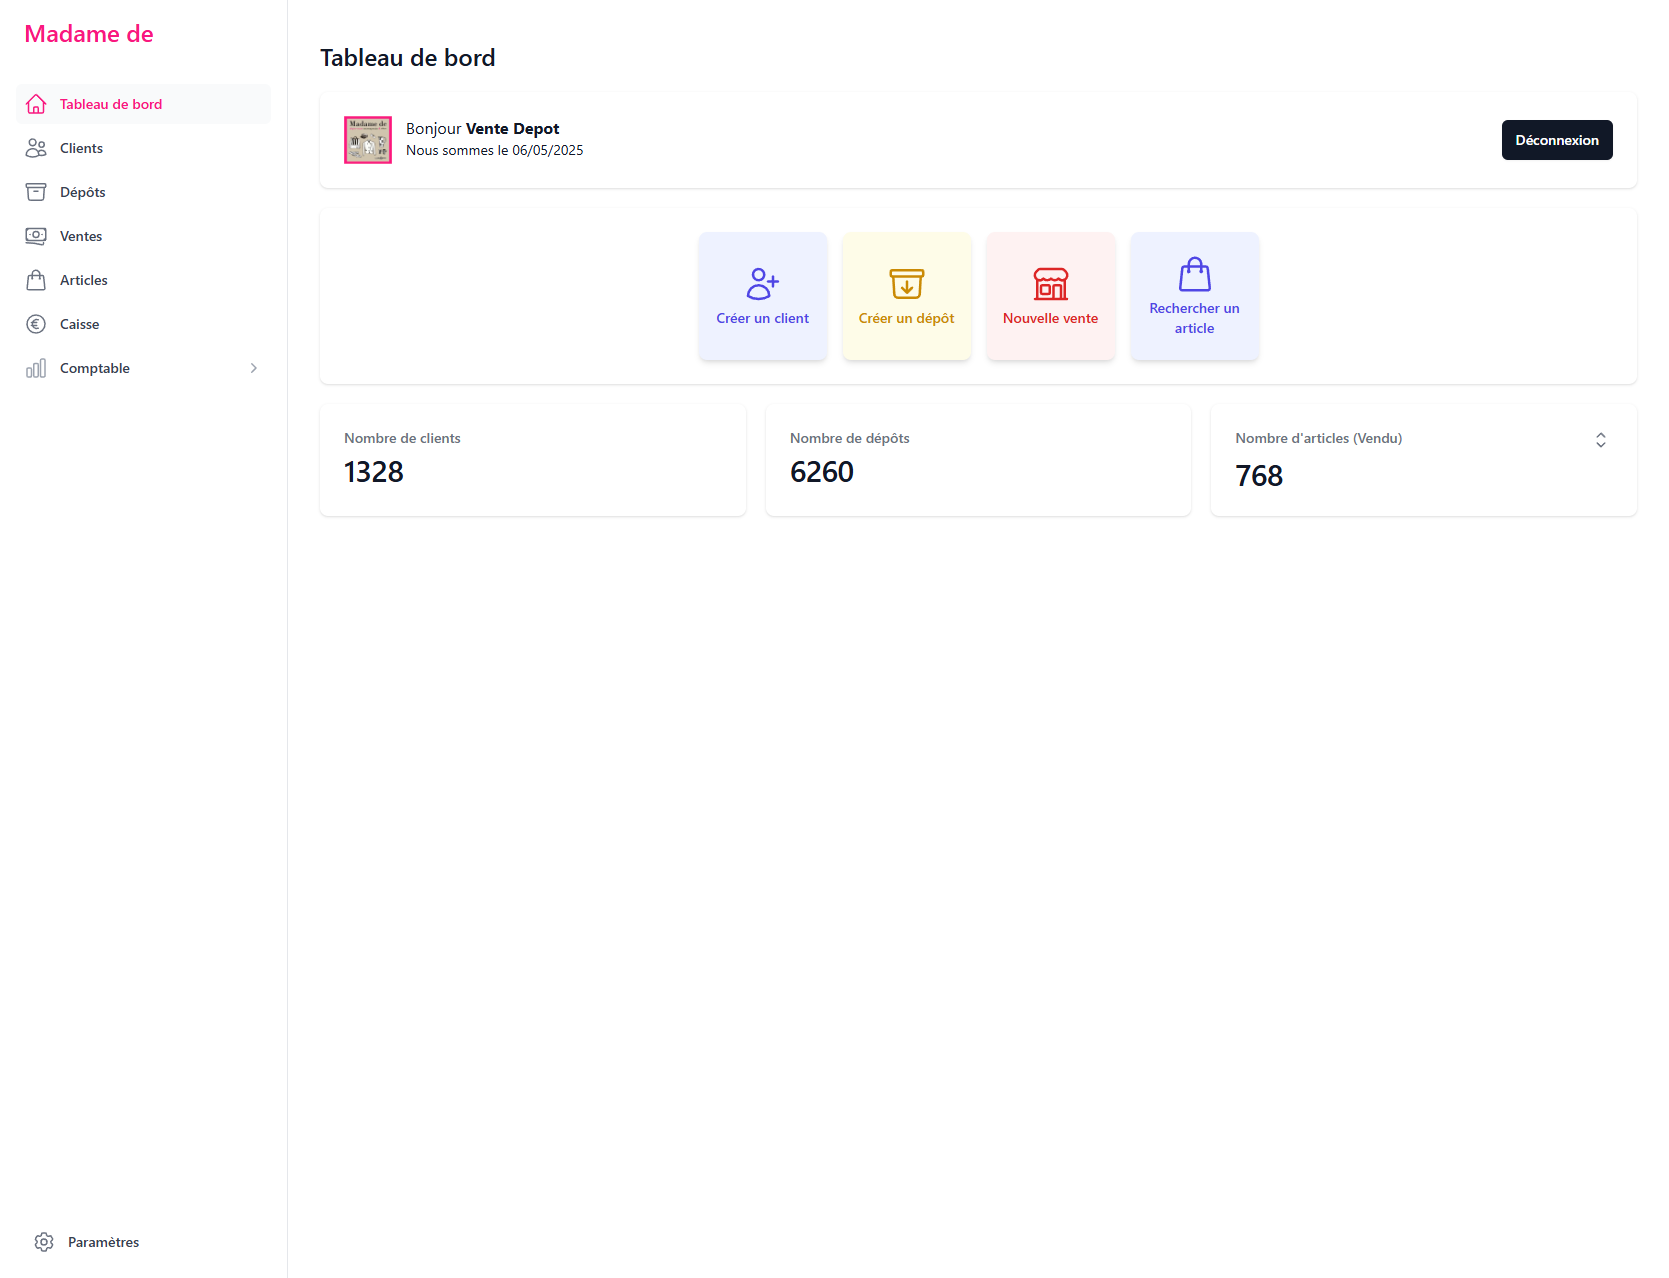 Madame de
Tableau de bord
Clients
Dépôts
Ventes
Articles
Caisse
Comptable
Paramètres
Tableau de bord
Madame de
Bonjour Vente Depot
Nous sommes le 06/05/2025
Déconnexion
Créer un client
Créer un dépôt
Nouvelle vente
Rechercher un
article
Nombre de clients
1328
Nombre de dépôts
6260
Nombre d'articles (Vendu)
768